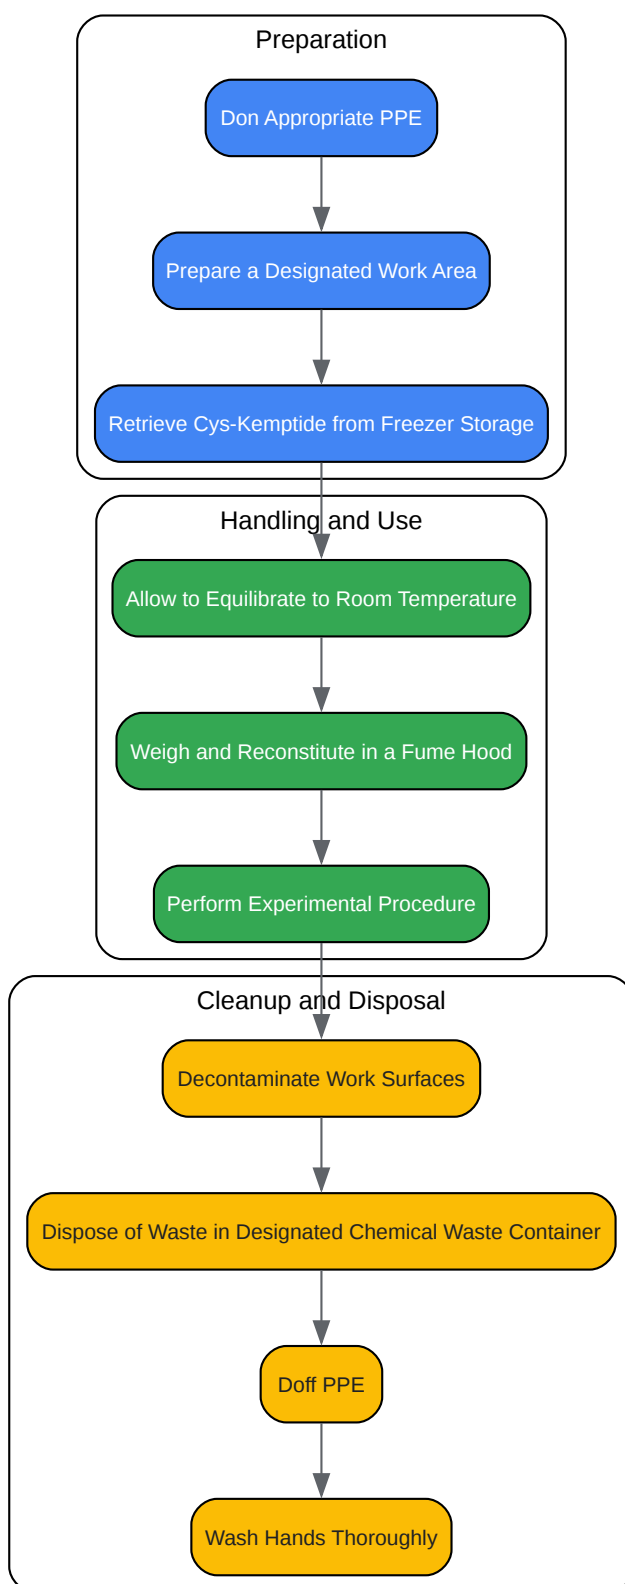 Preparation
Don Appropriate PPE
Prepare a Designated Work Area
Retrieve Cys-Kemptide from Freezer Storage
Handling and Use
Allow to Equilibrate to Room Temperature
Weigh and Reconstitute in a Fume Hood
Perform Experimental Procedure
Cleanup and Disposal
Decontaminate Work Surfaces
Dispose of Waste in Designated Chemical Waste Container
Doff PPE
Wash Hands Thoroughly